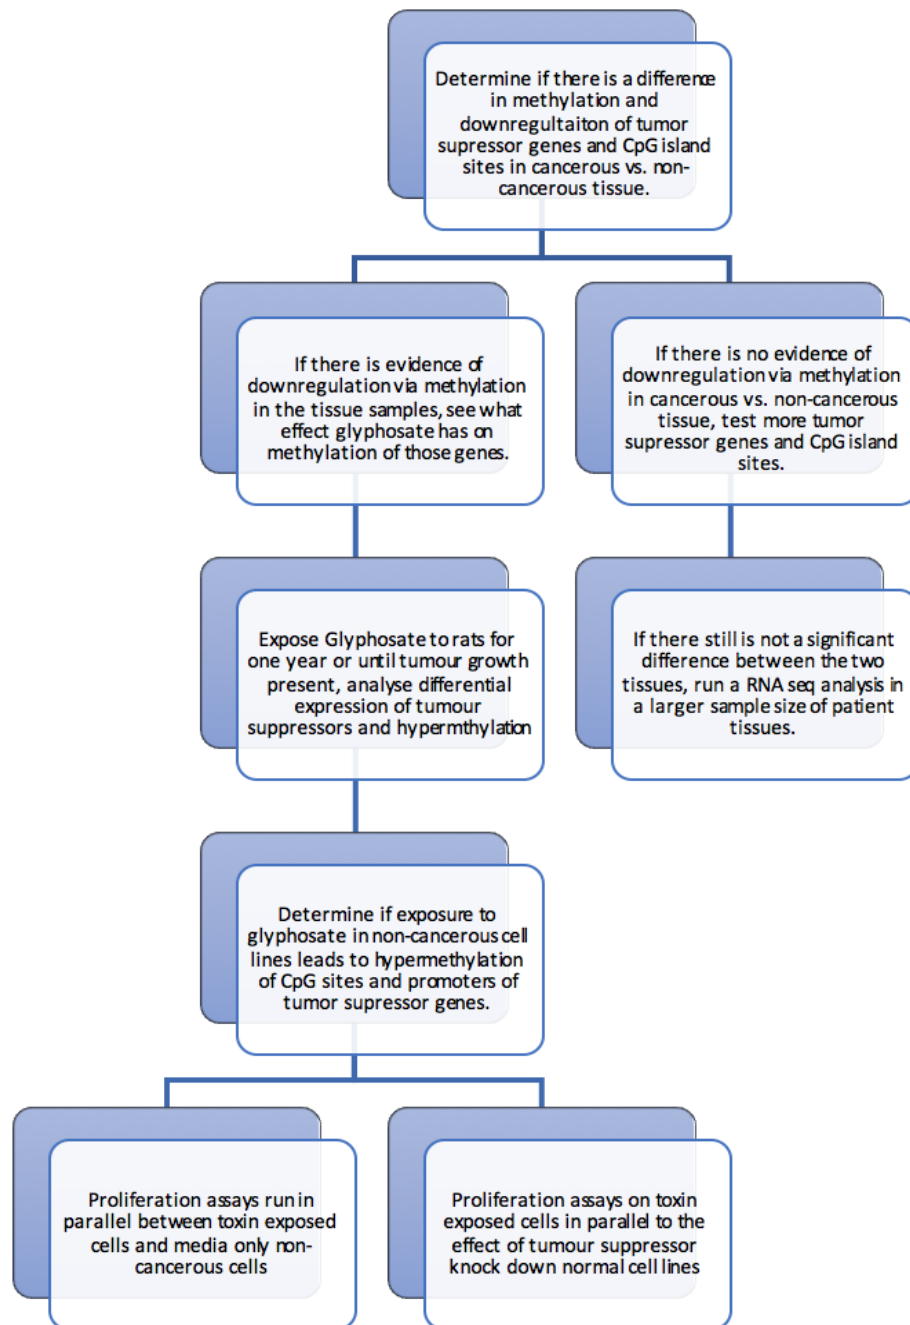 Determine if there is a difference
in methylation and
downregultaiton of tumor
supressor genes and CpG island
sites in cancerous vs. non-
cancerous tissue.
If there is evidence of
downregulation via methylation
in the tissue samples, see what
effect glyphosate has on
methylation of those genes.
If there is no evidence of
downregulation via methylation
in cancerous vs. non-cancerous
tissue, test more tumor
supressor genes and CpG island
sites.
Expose Glyphosate to rats for
one year or until tumour growth
present, analyse differential
expression of tumour
suppressors and hypermthylation
If there still is not a significant
difference between the two
tissues, run a RNA seq analysis in
a larger sample size of patient
tissues.
Determine if exposure to
glyphosate in non-cancerous cell
lines leads to hypermethylation
of CpG sites and promoters of
tumor supressor genes.
Proliferation assays run in
parallel between toxin exposed
cells and media only non-
cancerous cells
Proliferation assays on toxin
exposed cells in parallel to the
effect of tumour suppressor
knock down normal cell lines